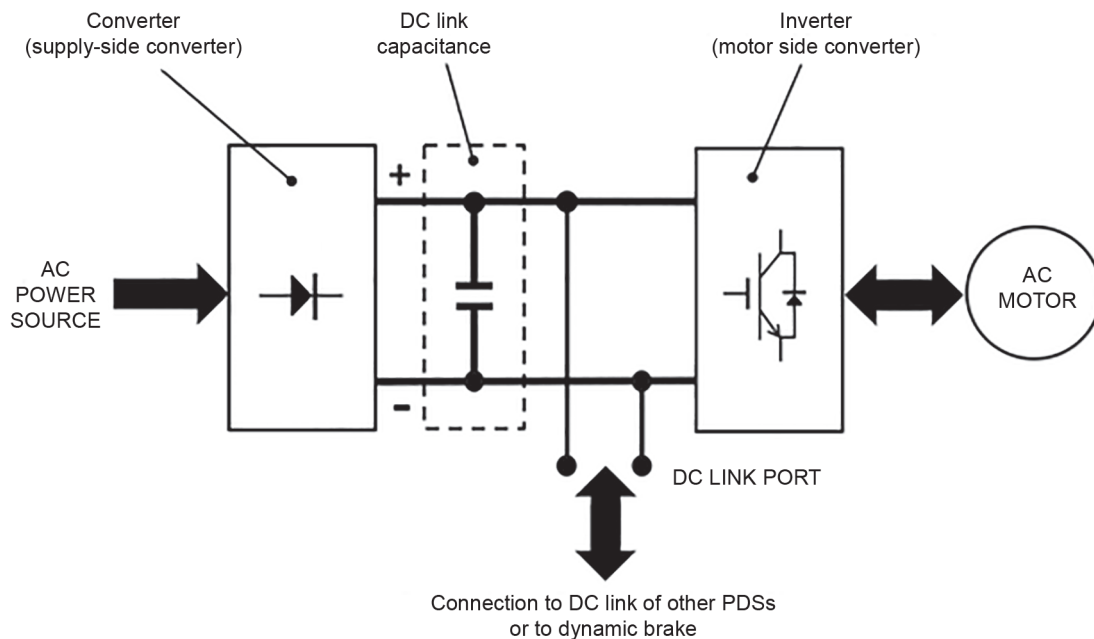 Converter
(supply-side converter)
DC link
capacitance
Inverter
(motor side converter)
+
-
AC
POWER
SOURCE
AC
MOTOR
DC LINK PORT
Connection to DC link of other PDSs
or to dynamic brake